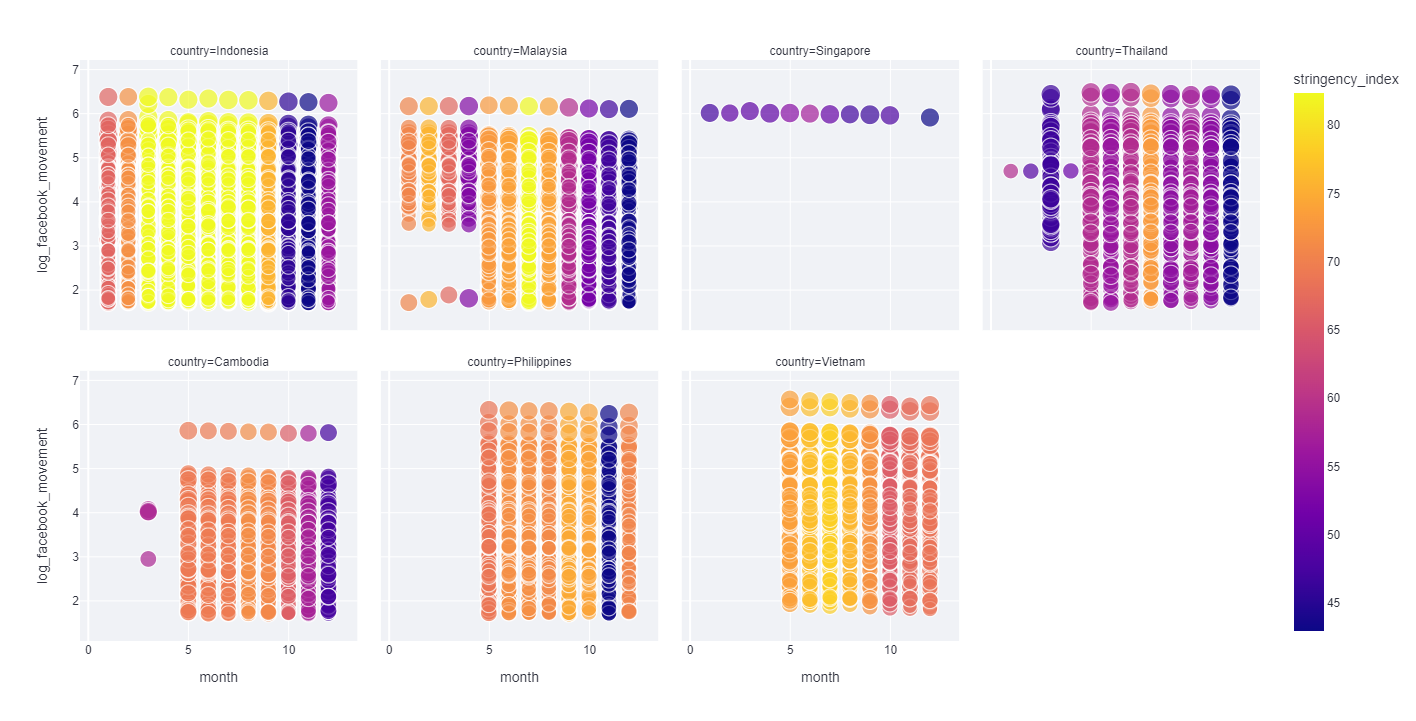 country=Indonesia
country=Malaysia
country=Singapore
country=Thailand
stringency_index
7
6
5
4
3
2
log_facebook_movement
80
75
70
65
60
55
50
45
country=Cambodia
country=Philippines
country=Vietnam
7
6
5
4
3
2
log_facebook_movement
0
5
10
0
5
10
0
5
10
month
month
month